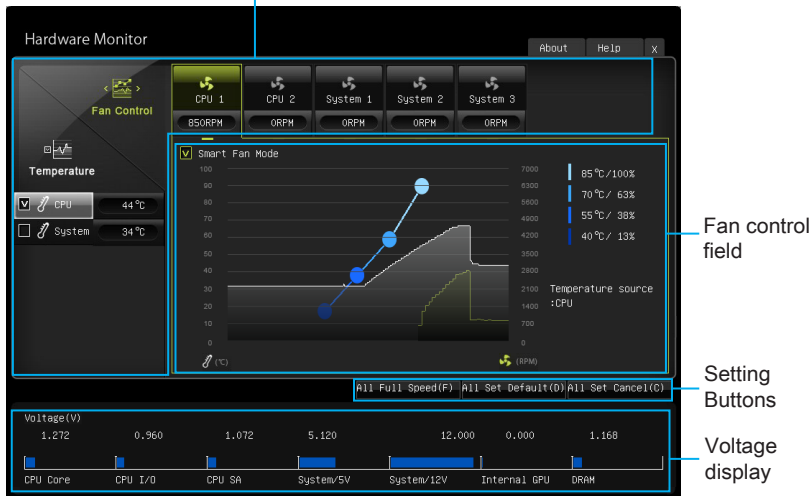 Hardware Monitor
About Help X
Fan Control
CPU 1 CPU 2 System 1 System 2 System 3
850RPM 0RPM 0RPM 0RPM 0RPM
Temperature
V CPU 44℃
System 34℃
V Smart Fan Mode
100 7000
90 6300
80 5600
70 4900
60 4200
50 3500
40 2800
30 2100
20 1400
10 700
0 0
(℃) (RPM)
85℃/100%
70℃/ 63%
55℃/ 38%
40℃/ 13%
Temperature source
:CPU
Fan control
field
All Full Speed(F) All Set Default(D) All Set Cancel(C)
Setting
Buttons
Voltage(V)
1.272 0.960 1.072 5.120 12.000 0.000 1.168
CPU Core CPU I/O CPU SA System/5V System/12V Internal GPU DRAM
Voltage
display